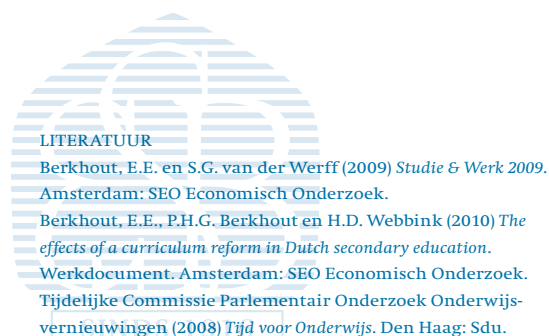 LITERATUUR
Berkhout, E.E. en S.G. van der Werff (2009) Studie & Werk 2009.
Amsterdam: SEO Economisch Onderzoek.
Berkhout, E.E., P.H.G. Berkhout en H.D. Webbink (2010) The
effects of a curriculum reform in Dutch secondary education.
Werkdocument. Amsterdam: SEO Economisch Onderzoek.
Tijdelijke Commissie Parlementair Onderzoek Onderwijs-
vernieuwingen (2008) Tijd voor Onderwijs. Den Haag: Sdu.